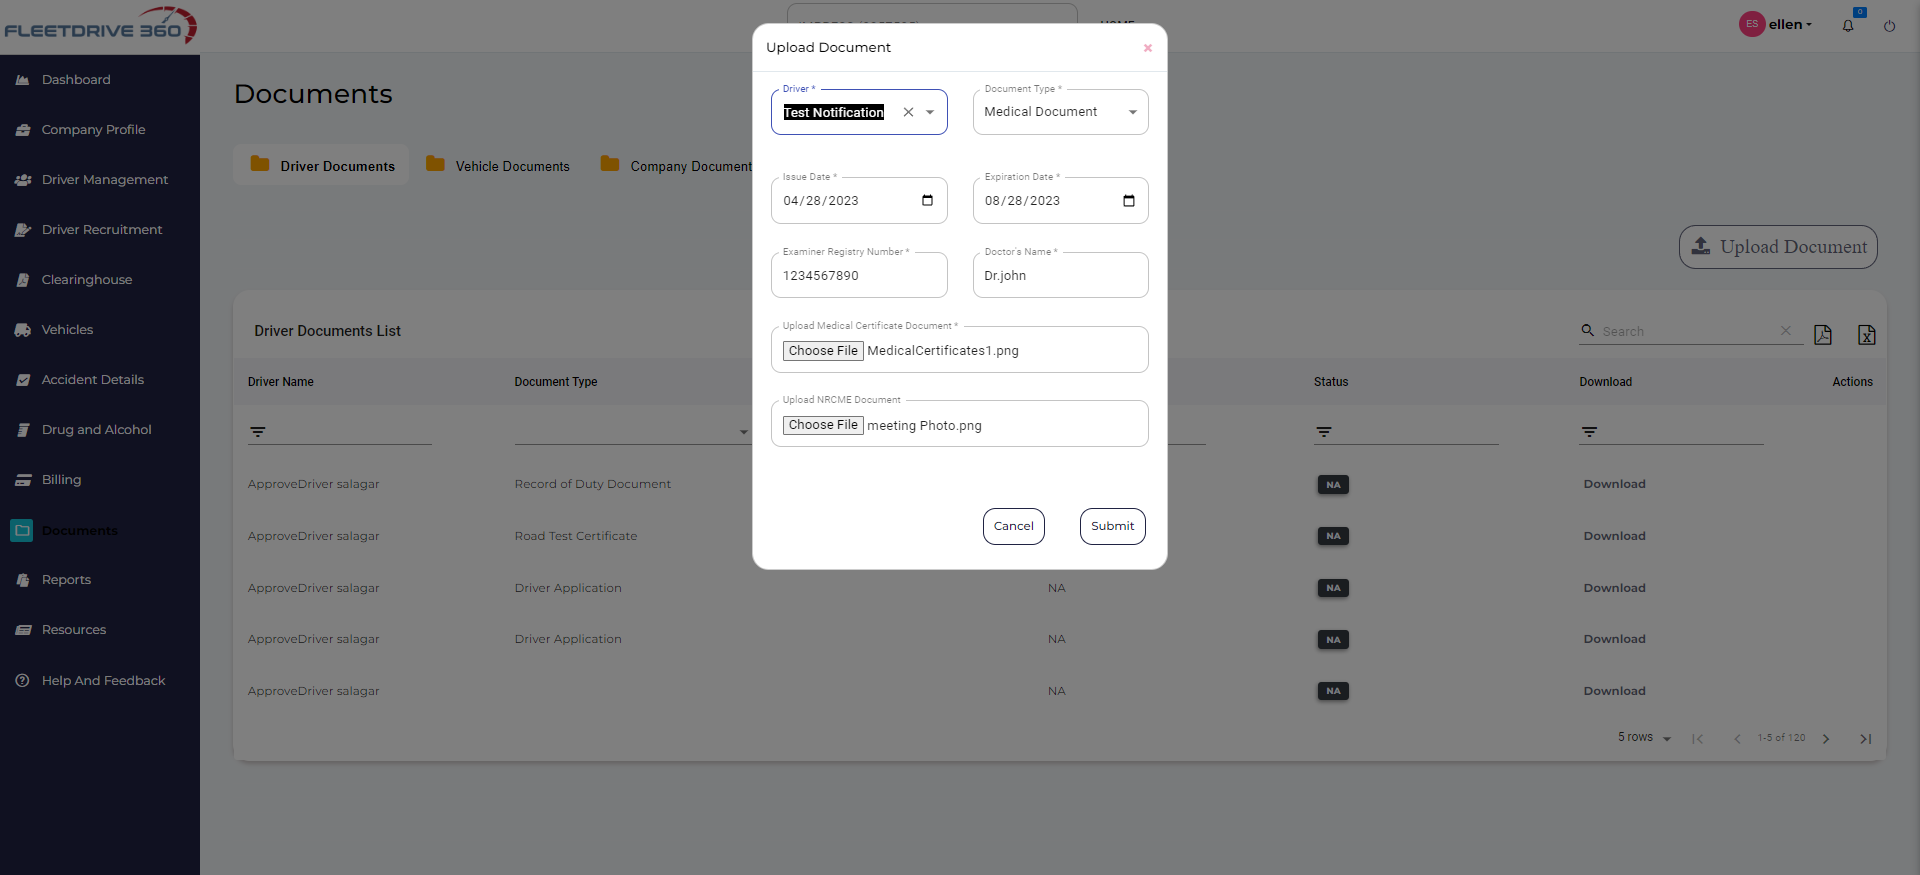 FLEETDRIVE 360
HOME
ES ellen
0
Dashboard
Company Profile
Driver Management
Driver Recruitment
Clearinghouse
Vehicles
Accident Details
Drug and Alcohol
Billing
Documents
Reports
Resources
Help And Feedback
Documents
Driver Documents
Vehicle Documents
Company Document
Upload Document
Driver Documents List
Search
Driver Name
Document Type
Status
Download
Actions
ApproveDriver salagar Record of Duty Document NA Download
ApproveDriver salagar Road Test Certificate NA Download
ApproveDriver salagar Driver Application NA NA Download
ApproveDriver salagar Driver Application NA NA Download
ApproveDriver salagar NA NA Download
5 rows 1-5 of 120
Upload Document
Driver *
Test Notification
Document Type *
Medical Document
Issue Date *
04/28/2023
Expiration Date *
08/28/2023
Examiner Registry Number *
1234567890
Doctor's Name *
Dr.john
Upload Medical Certificate Document *
Choose File MedicalCertificates1.png
Upload NRCME Document
Choose File meeting Photo.png
Cancel
Submit